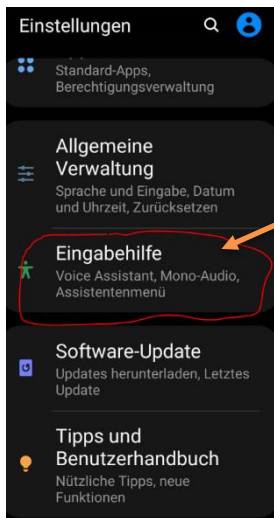 Einstellungen
Standard-Apps,
Berechtigungsverwaltung
Allgemeine
Verwaltung
Sprache und Eingabe, Datum
und Uhrzeit, Zurücksetzen
Eingabehilfe
Voice Assistant, Mono-Audio,
Assistentenmenü
Software-Update
Updates herunterladen, Letztes
Update
Tipps und
Benutzerhandbuch
Nützliche Tipps, neue
Funktionen